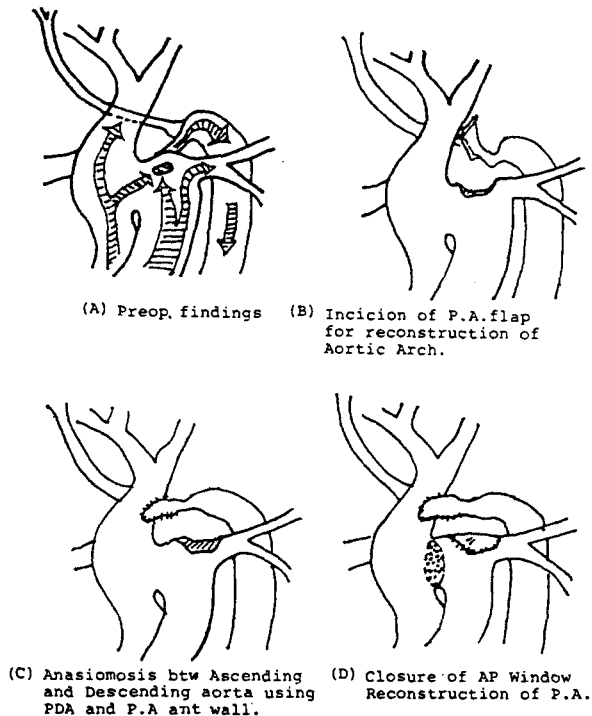 (A) Preop. findings
(B) Incicion of P.A.flap
for reconstruction of
Aortic Arch.
(C) Anasiomosis btw Ascending
and Descending aorta using
PDA and P.A ant wall.
(D) Closure of AP Window
Reconstruction of P.A.